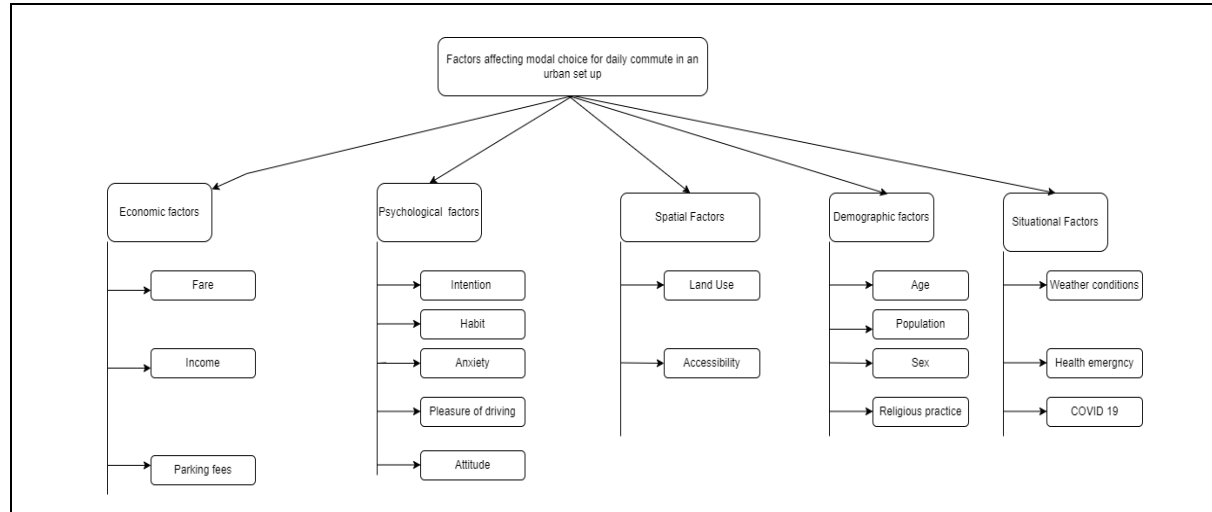 Factors affecting modal choice for daily commute in an
urban set up
Economic factors
Psychological factors
Spatial Factors
Demographic factors
Situational Factors
Fare
Income
Parking fees
Intention
Habit
Anxiety
Pleasure of driving
Attitude
Land Use
Accessibility
Age
Population
Sex
Religious practice
Weather conditions
Health emergncy
COVID 19